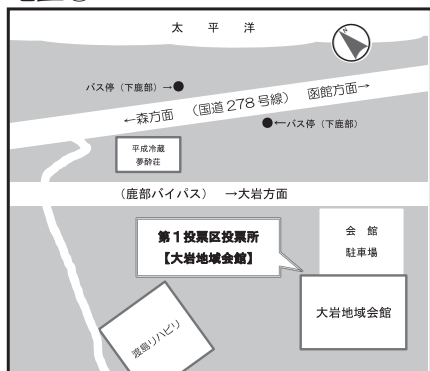 太平洋
N
バス停（下鹿部）→●
←森方面 （国道278号線） 函館方面→
●←バス停（下鹿部）
平成冷蔵
夢酔荘
（鹿部バイパス） →大岩方面
第１投票区投票所
【大岩地域会館】
会館
駐車場
大岩地域会館
渡島リハビリ